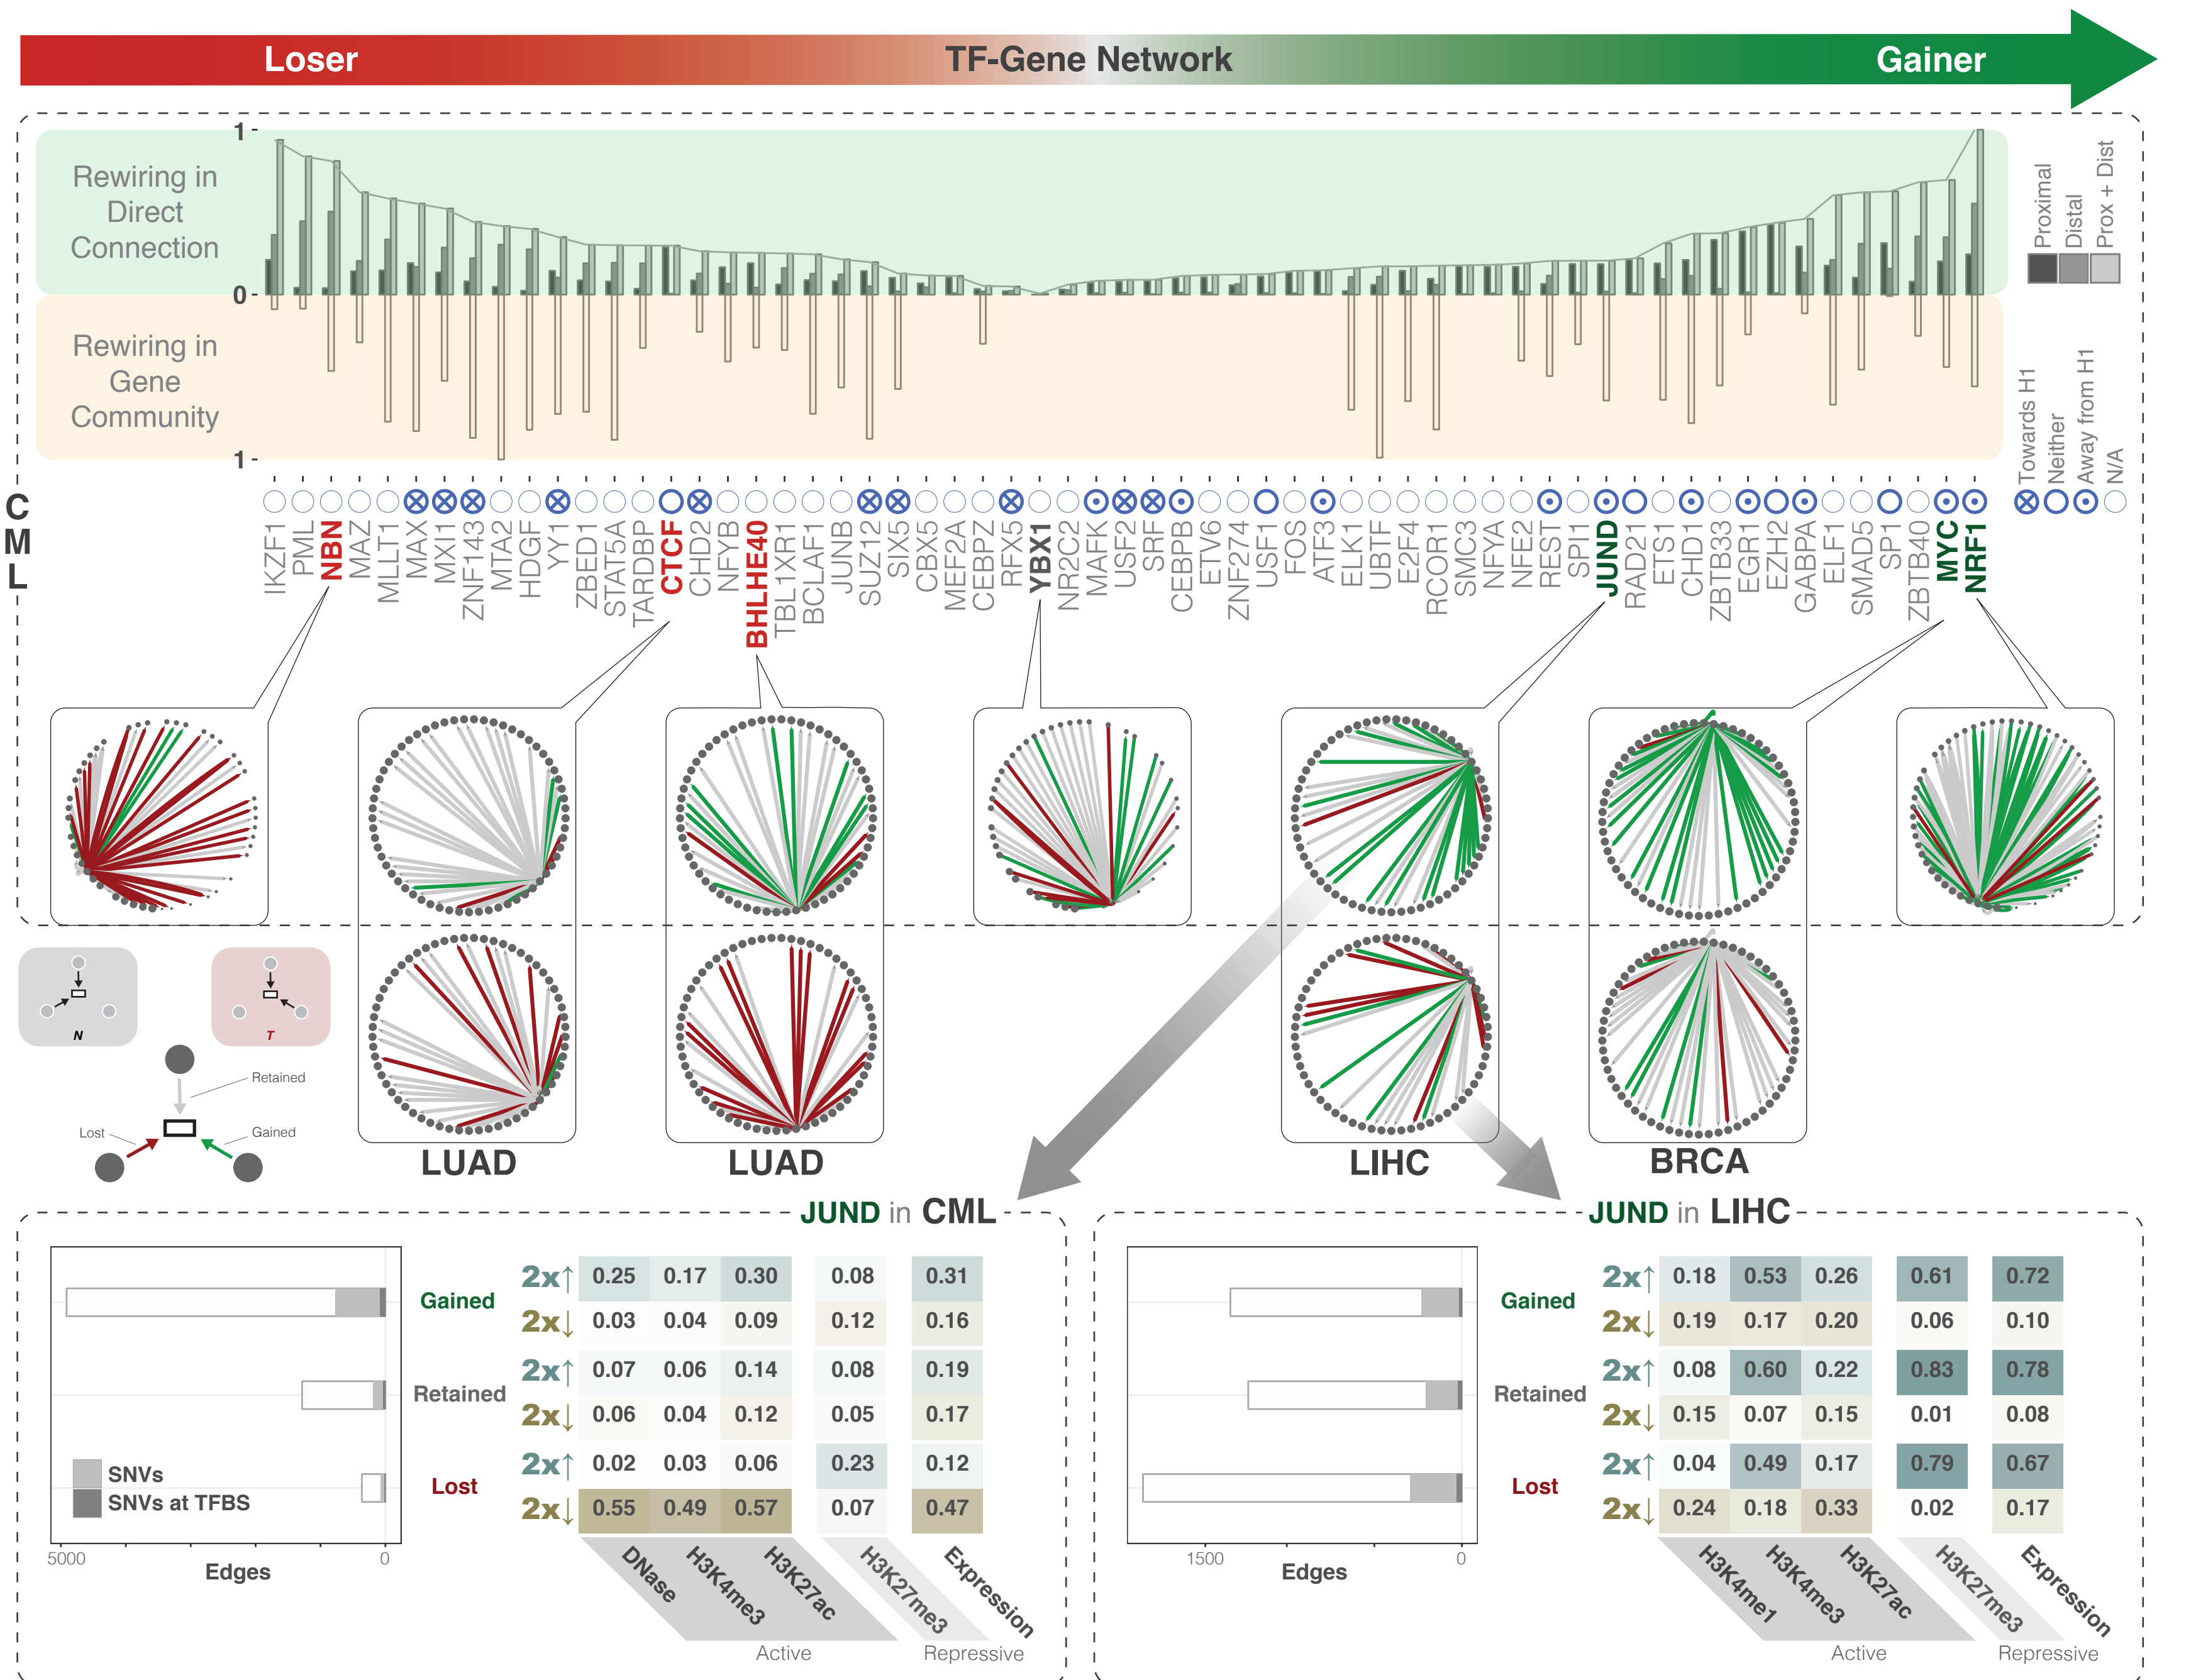 Loser
TF-Gene Network
Gainer
1
Rewiring in
Direct
Connection
0
Rewiring in
Gene
Community
1
Proximal
Distal
Prox + Dist
Towards H1
Neither
Away from H1
N/A
CML
IKZF1
PML
NBN
MAZ
MLLT1
MAX
MXI1
ZNF143
MTA2
HDGF
YY1
ZBED1
STAT5A
TARDBP
CTCF
CHD2
NFYB
BHLHE40
TBL1XR1
BCLAF1
JUNB
SUZ12
SIX5
CBX5
MEF2A
CEBPZ
RFX5
YBX1
NR2C2
MAFK
USF2
SRF
CEBPB
ETV6
ZNF274
USF1
FOS
ATF3
ELK1
UBTF
E2F4
RCOR1
SMC3
NFYA
NFE2
REST
SPI1
JUND
RAD21
ETS1
CHD1
ZBTB33
EGR1
EZH2
GABPA
ELF1
SMAD5
SP1
ZBTB40
MYC
NRF1
N
T
Retained
Lost
Gained
LUAD
LUAD
LIHC
BRCA
JUND in CML
Gained
2x↑ 0.25 0.17 0.30 0.08 0.31
2x↓ 0.03 0.04 0.09 0.12 0.16
Retained
2x↑ 0.07 0.06 0.14 0.08 0.19
2x↓ 0.06 0.04 0.12 0.05 0.17
Lost
2x↑ 0.02 0.03 0.06 0.23 0.12
2x↓ 0.55 0.49 0.57 0.07 0.47
SNVs
SNVs at TFBS
5000
0
Edges
DNase
H3K4me3
H3K27ac
H3K27me3
Expression
Active
Repressive
JUND in LIHC
Gained
2x↑ 0.18 0.53 0.26 0.61 0.72
2x↓ 0.19 0.17 0.20 0.06 0.10
Retained
2x↑ 0.08 0.60 0.22 0.83 0.78
2x↓ 0.15 0.07 0.15 0.01 0.08
Lost
2x↑ 0.04 0.49 0.17 0.79 0.67
2x↓ 0.24 0.18 0.33 0.02 0.17
1500
0
Edges
H3K4me1
H3K4me3
H3K27ac
H3K27me3
Expression
Active
Repressive